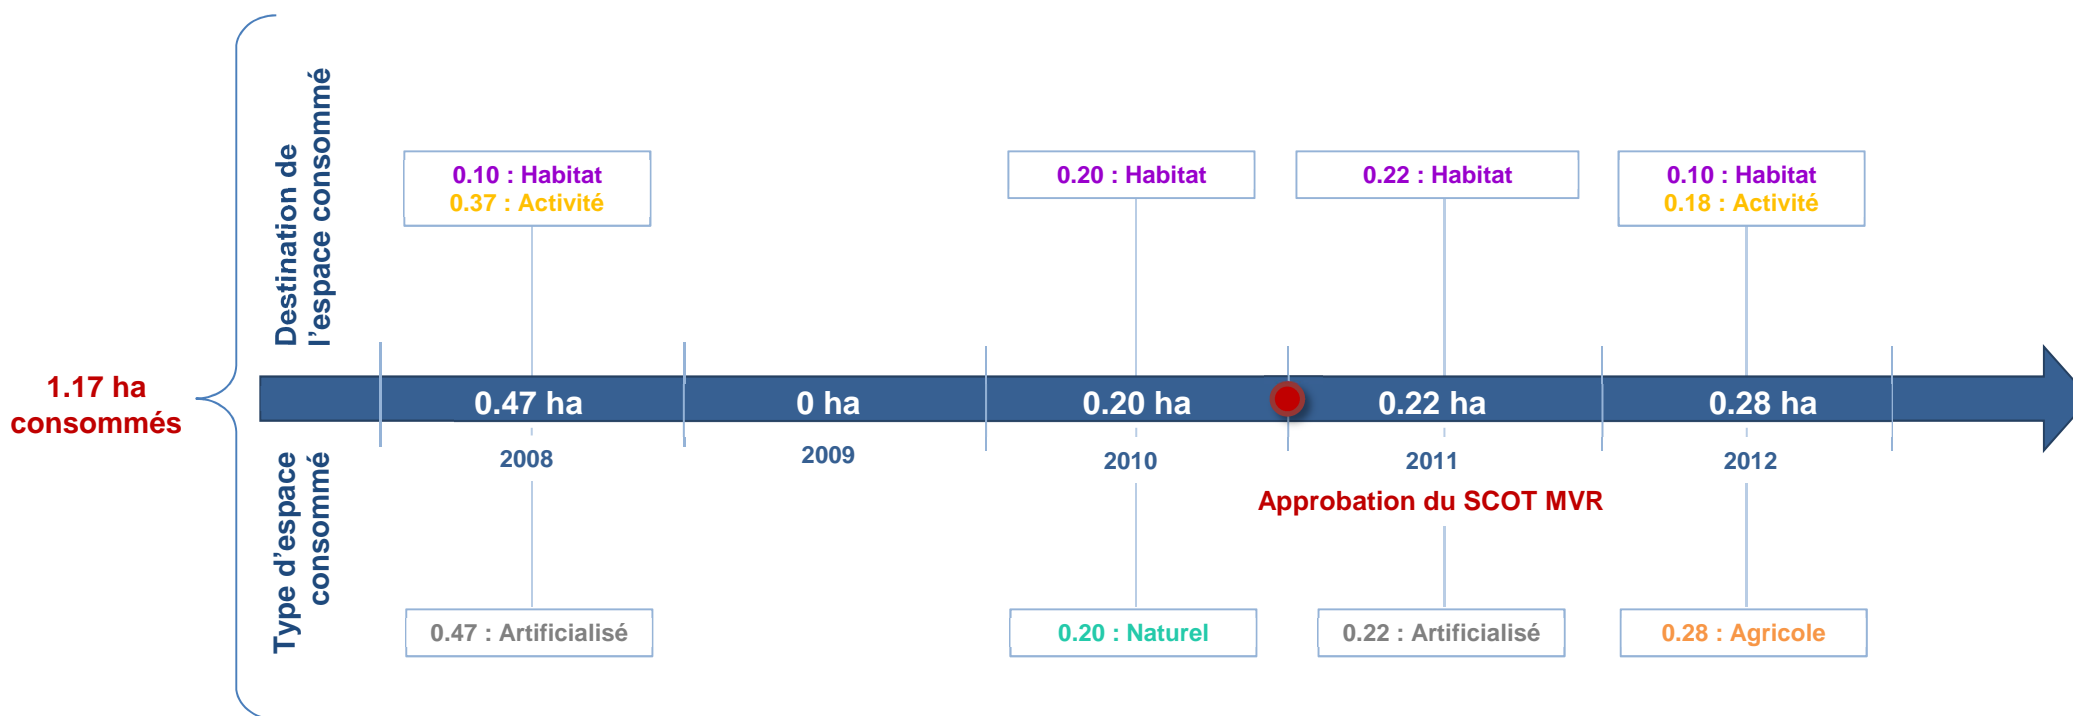 Destination de
l'espace consommé
0.10 : Habitat
0.37 : Activité
0.20 : Habitat
0.22 : Habitat
0.10 : Habitat
0.18 : Activité
1.17 ha
consommés
0.47 ha
0 ha
0.20 ha
0.22 ha
0.28 ha
2008
2009
2010
2011
2012
Approbation du SCOT MVR
Type d'espace
consommé
0.47 : Artificialisé
0.20 : Naturel
0.22 : Artificialisé
0.28 : Agricole